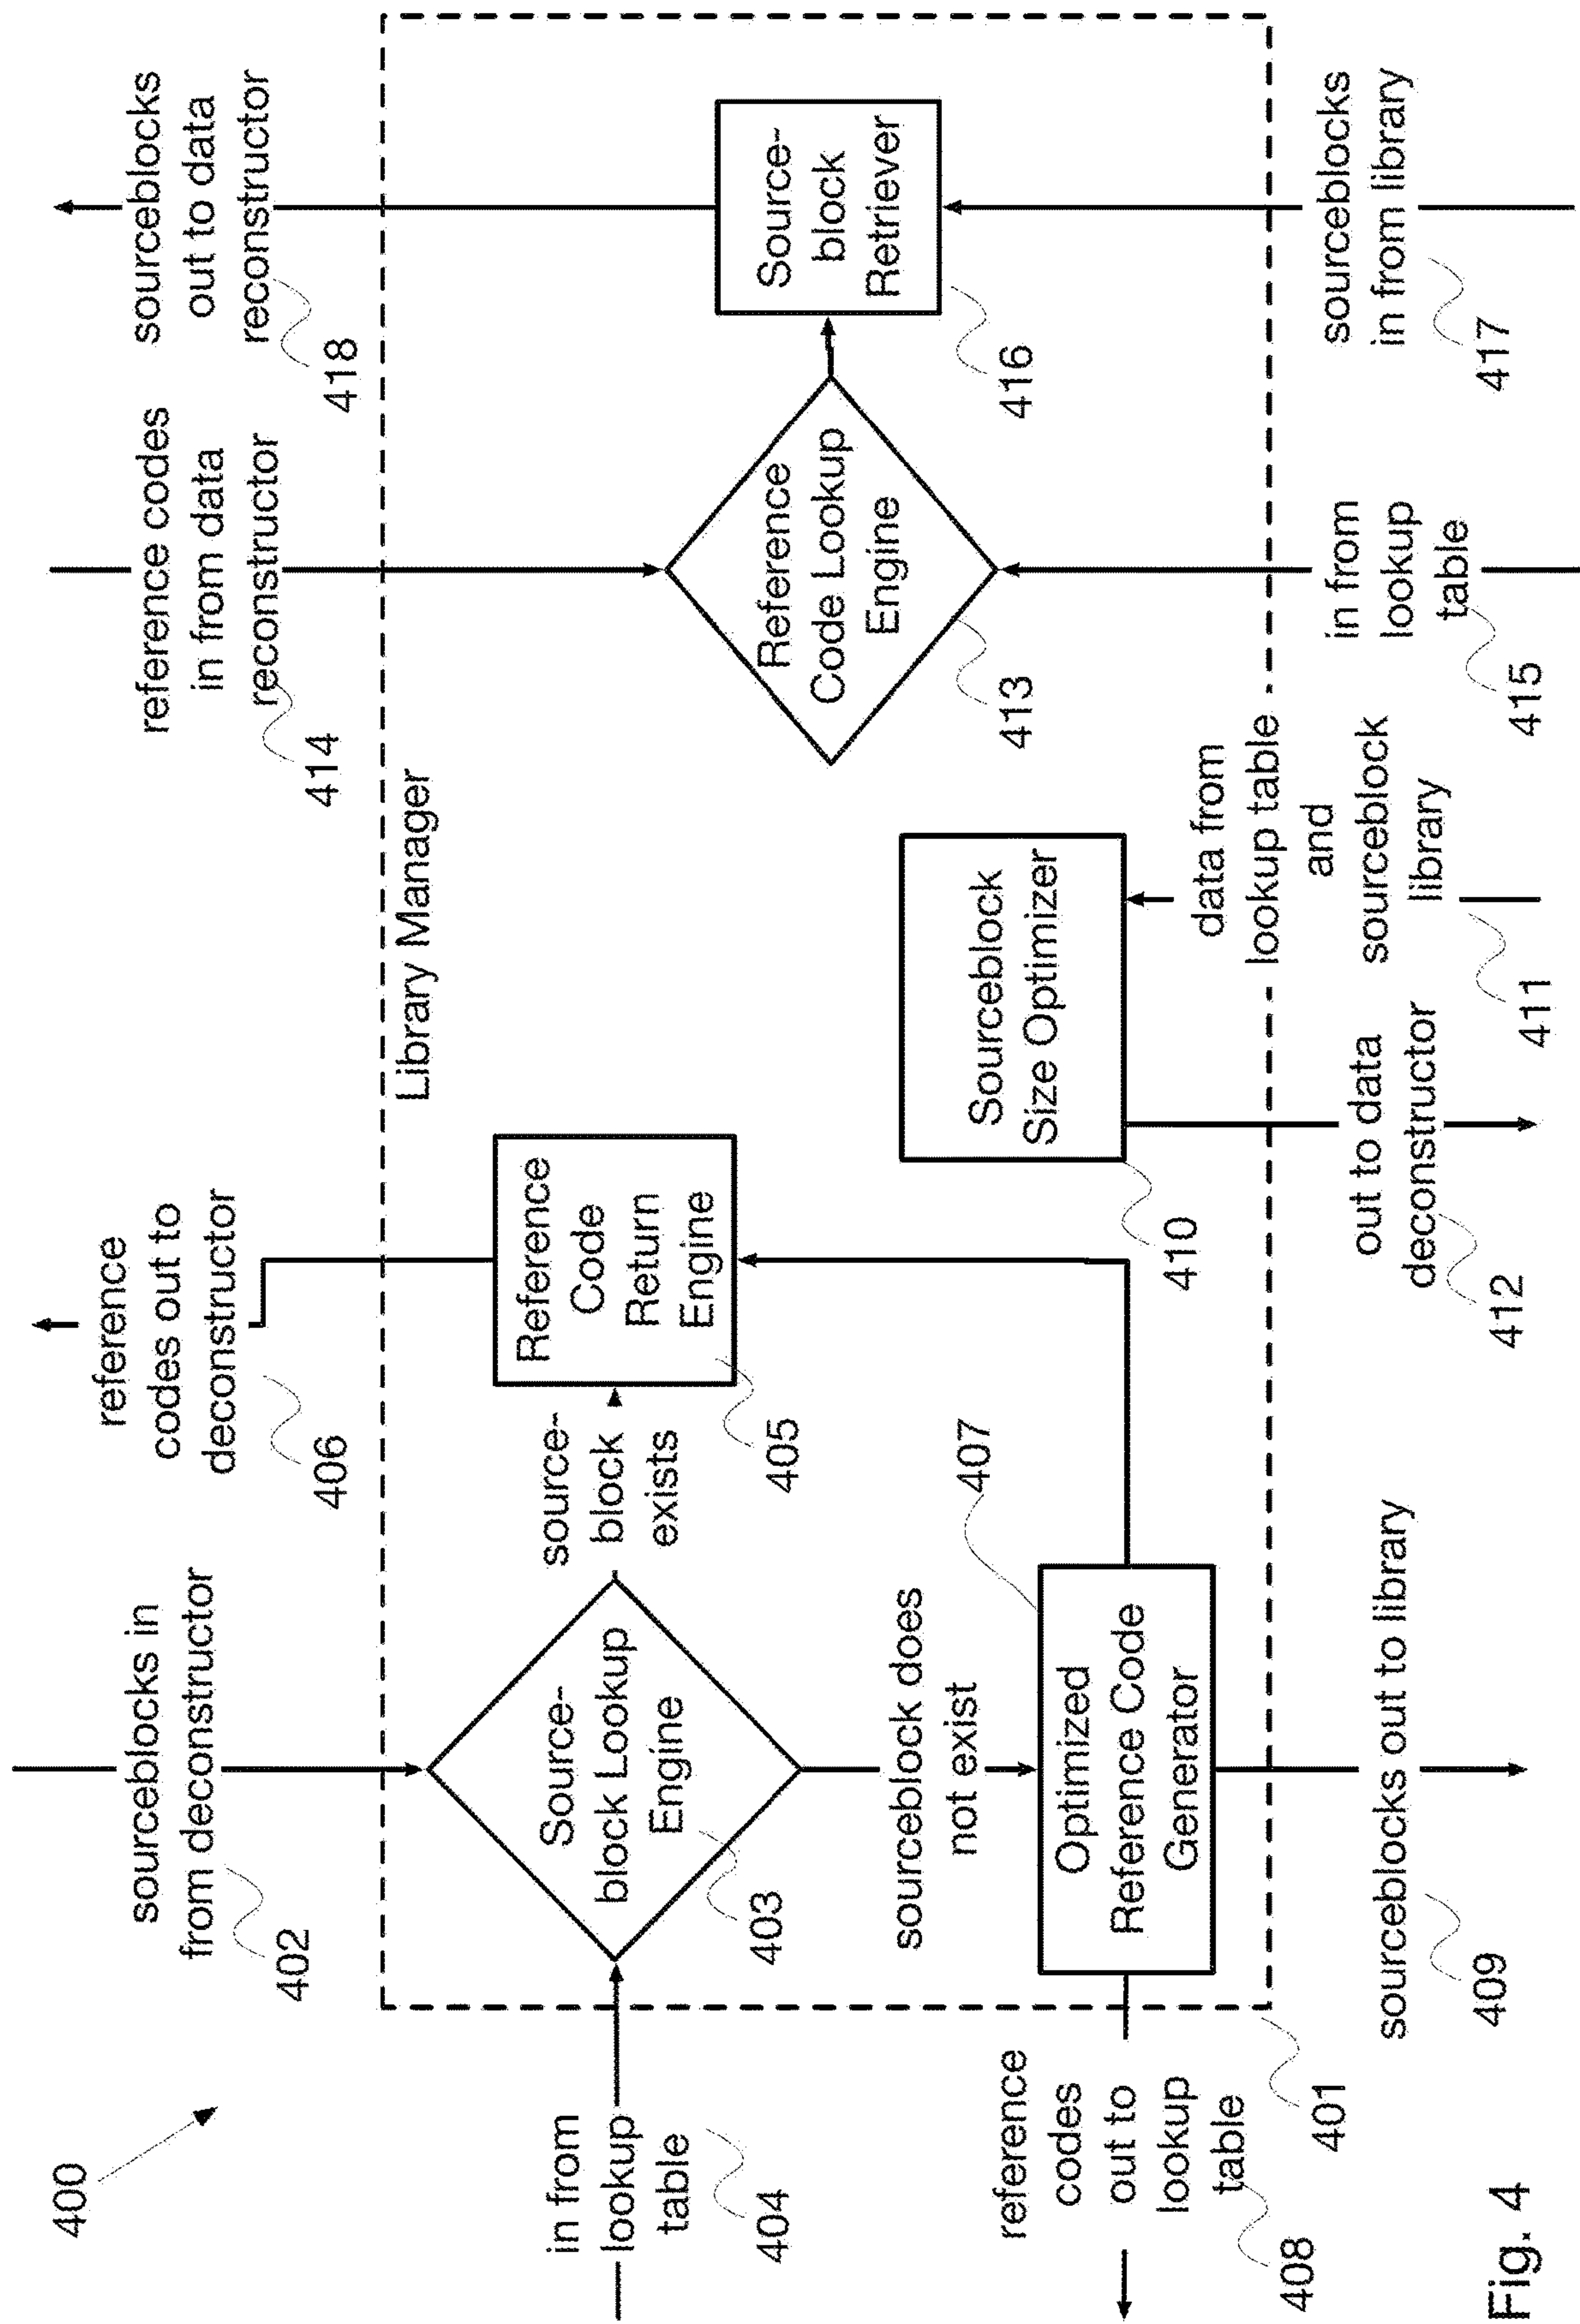 400
sourceblocks in
from deconstructor
402
reference
codes out to
deconstructor
406
reference codes
in from data
reconstructor
414
sourceblocks
out to data
reconstructor
418
Library Manager
in from
lookup
table
404
Source-
block Lookup
Engine
403
source-
block
exists
Reference
Code
Return
Engine
405
sourceblock does
not exist
407
Optimized
Reference Code
Generator
reference
codes
out to
lookup
table
408
401
sourceblocks out to library
409
Sourceblock
Size Optimizer
410
out to data
deconstructor
412
data from
lookup table
and
sourceblock
library
411
Reference
Code Lookup
Engine
413
in from
lookup
table
415
Source-
block
Retriever
416
sourceblocks
in from library
417
Fig. 4